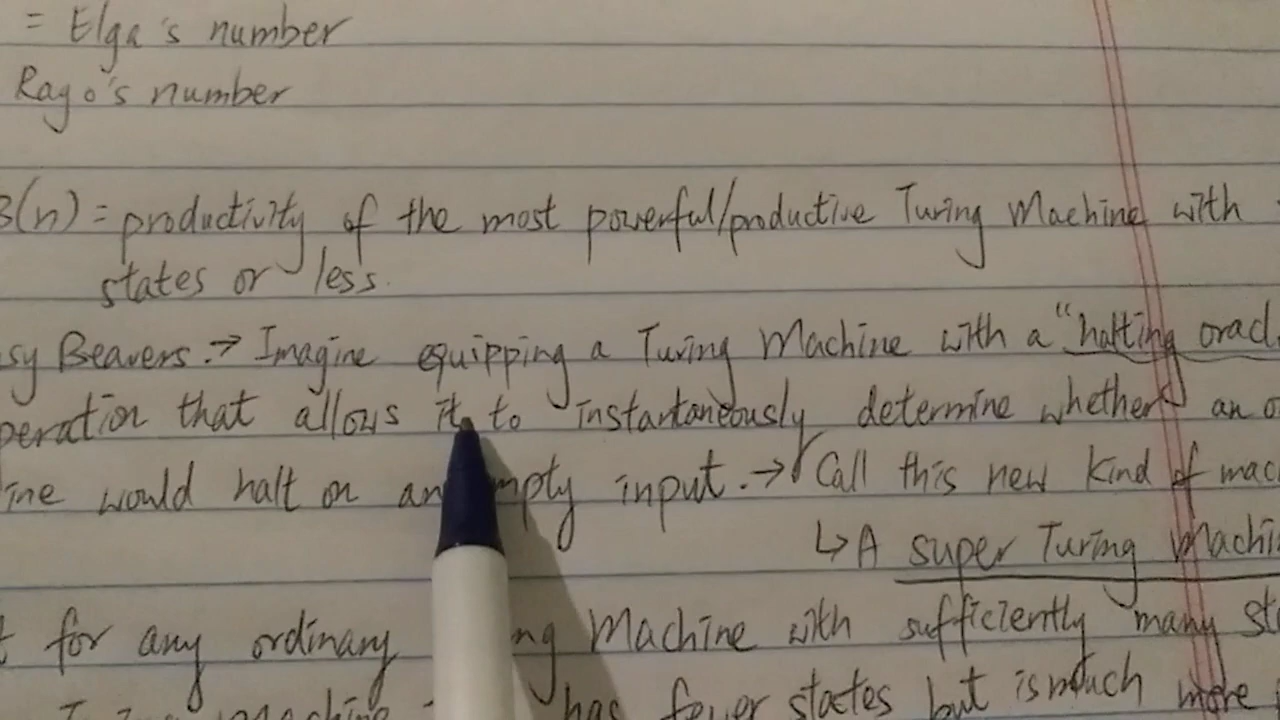 = Elga's number
Rayo's number
B(n) = productivity of the most powerful/productive Turing Machine with
states or less.
sy Beavers :→ Imagine equipping a Turing Machine with a "halting oracl
peration that allows it to instantaneously determine whether an o
ine would halt on an mpty input. → Call this new kind of mac
↳ A super Turing Machi
t for any ordinary ng Machine with sufficiently many st
has fewer states but is much more